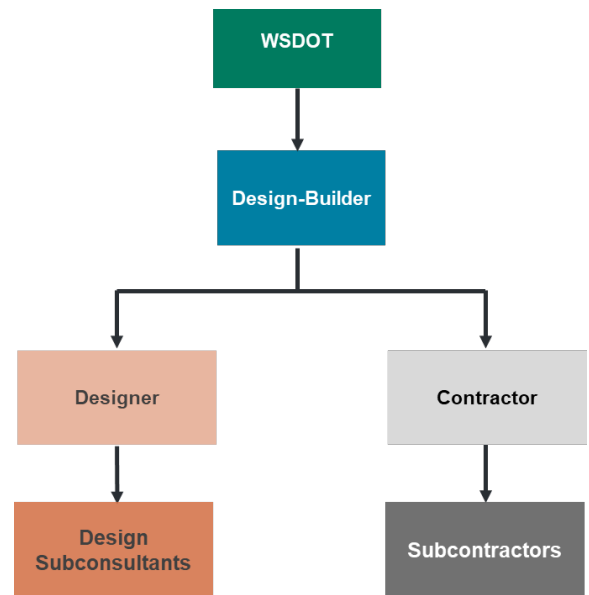 WSDOT
Design-Builder
Designer
Contractor
Design
Subconsultants
Subcontractors